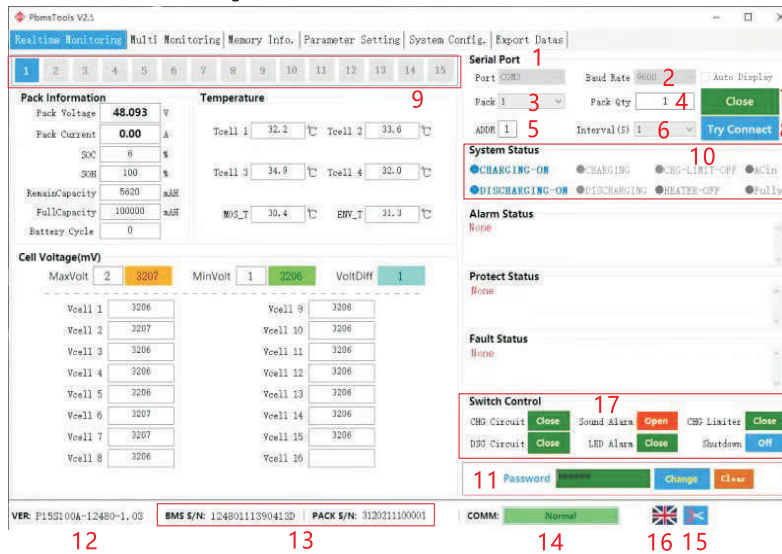 PbmsTools V2.5
Realtime Monitoring Multi Monitoring Memory Info. Parameter Setting System Config. Export Datas
1 2 3 4 5 6 7 8 9 10 11 12 13 14 15
9
Pack Information
Pack Voltage 48.093 V
Pack Current 0.00 A
SOC 6 %
SOH 100 %
RemainCapacity 5620 mAH
FullCapacity 100000 mAH
Battery Cycle 0
Temperature
Tcell 1 32.2 ℃ Tcell 2 33.6 ℃
Tcell 3 34.9 ℃ Tcell 4 32.0 ℃
MOS_T 30.4 ℃ ENV_T 31.3 ℃
Cell Voltage(mV)
MaxVolt 2 3207 MinVolt 1 3206 VoltDiff 1
Vcell 1 3206 Vcell 9 3206
Vcell 2 3207 Vcell 10 3206
Vcell 3 3206 Vcell 11 3206
Vcell 4 3206 Vcell 12 3206
Vcell 5 3206 Vcell 13 3206
Vcell 6 3207 Vcell 14 3206
Vcell 7 3207 Vcell 15 3206
Vcell 8 3206 Vcell 16
Serial Port 1
Port COM3 Baud Rate 9600 2 Auto Display
Pack 1 3 Pack Qty 1 4 Close
ADDR 1 5 Interval(S) 1 6 Try Connect
System Status 10
CHARGING-ON CHARGING CHG-LIMIT-OFF ACin
DISCHARGING-ON DISCHARGING HEATER-OFF Fully
Alarm Status
None
Protect Status
None
Fault Status
None
Switch Control 17
CHG Circuit Close Sound Alarm Open CHG Limiter Close
DSG Circuit Close LED Alarm Close Shutdown Off
11 Password ****** Change Clear
VER: P15S100A-12480-1.03 BMS S/N: 12480111390413D PACK S/N: 3120211100001 COMM: Normal
12 13 14 16 15